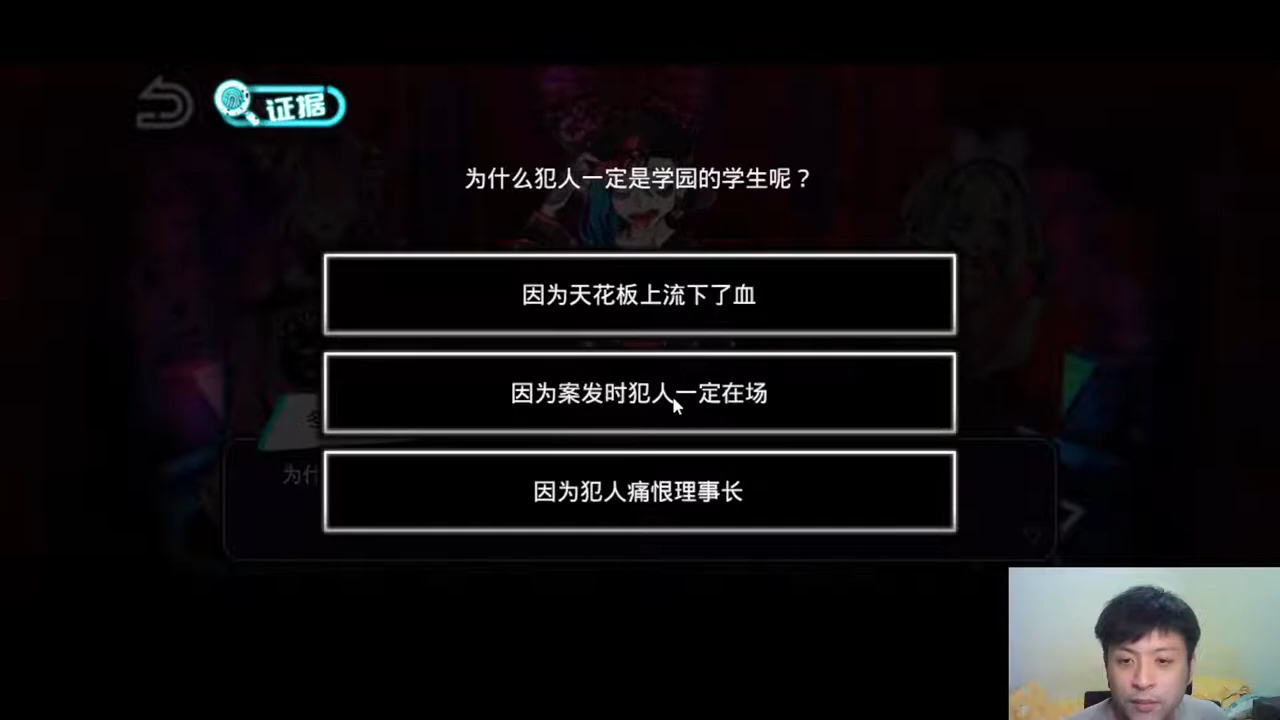 证据
为什么犯人一定是学园的学生呢？
因为天花板上流下了血
因为案发时犯人一定在场
为什
因为犯人痛恨理事长